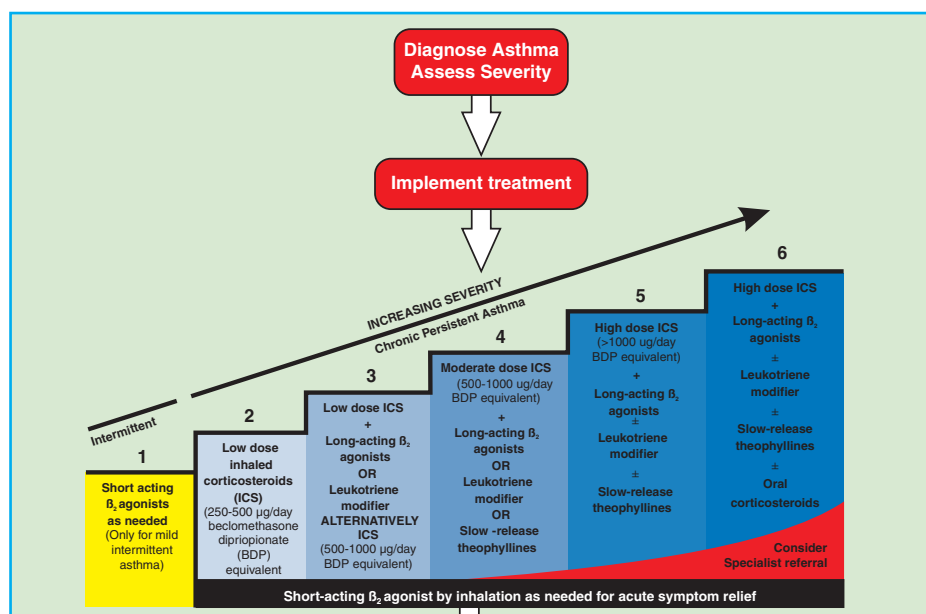 Diagnose Asthma
Assess Severity
Implement treatment
INCREASING SEVERITY
Intermittent
Chronic Persistent Asthma
1
Short acting
ß₂ agonists
as needed
(Only for mild
intermittent
asthma)
2
Low dose
inhaled
corticosteroids
(ICS)
(250-500 µg/day
beclomethasone
dipriopionate
(BDP)
equivalent
3
Low dose ICS
+
Long-acting ß₂
agonists
OR
Leukotriene
modifier
ALTERNATIVELY
ICS
(500-1000 µg/day
BDP equivalent)
4
Moderate dose ICS
(500-1000 ug/day
BDP equivalent)
+
Long-acting ß₂
agonists
OR
Leukotriene
modifier
OR
Slow -release
theophyllines
5
High dose ICS
(>1000 ug/day
BDP equivalent)
+
Long-acting ß₂
agonists
±
Leukotriene
modifier
±
Slow-release
theophyllines
6
High dose ICS
+
Long-acting ß₂
agonists
±
Leukotriene
modifier
±
Slow-release
theophyllines
±
Oral
corticosteroids
Consider
Specialist referral
Short-acting ß₂ agonist by inhalation as needed for acute symptom relief